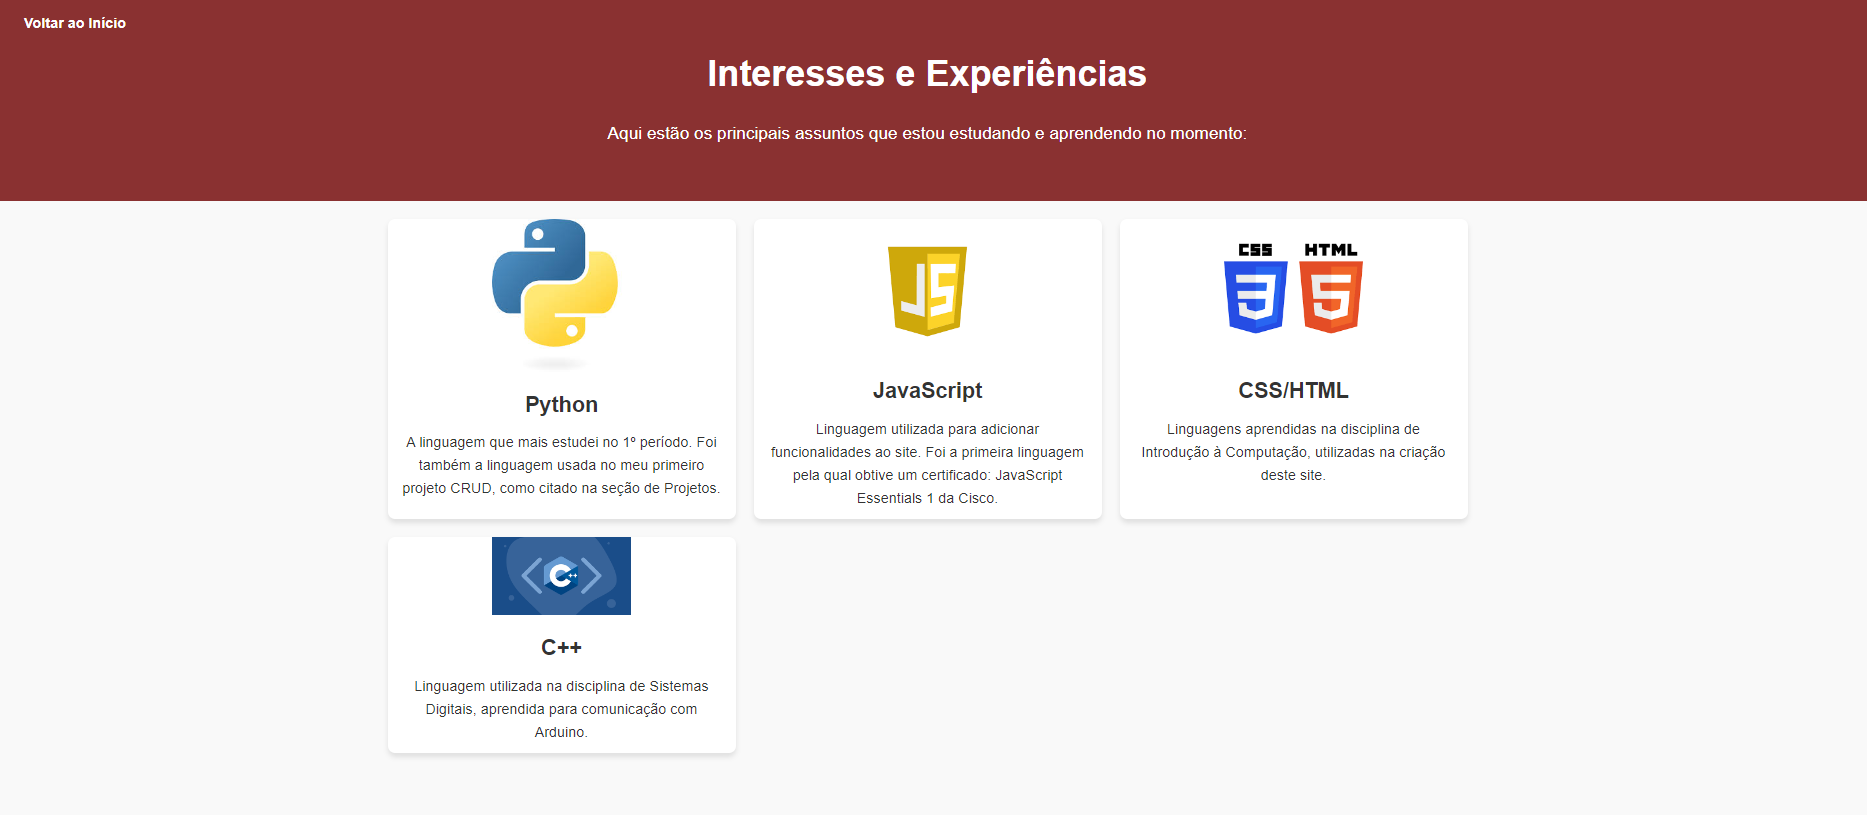 Voltar ao Início
Interesses e Experiências
Aqui estão os principais assuntos que estou estudando e aprendendo no momento:
Python
A linguagem que mais estudei no 1º período. Foi
também a linguagem usada no meu primeiro
projeto CRUD, como citado na seção de Projetos.
JS
JavaScript
Linguagem utilizada para adicionar
funcionalidades ao site. Foi a primeira linguagem
pela qual obtive um certificado: JavaScript
Essentials 1 da Cisco.
CSS HTML
3 5
CSS/HTML
Linguagens aprendidas na disciplina de
Introdução à Computação, utilizadas na criação
deste site.
C++
C++
Linguagem utilizada na disciplina de Sistemas
Digitais, aprendida para comunicação com
Arduino.